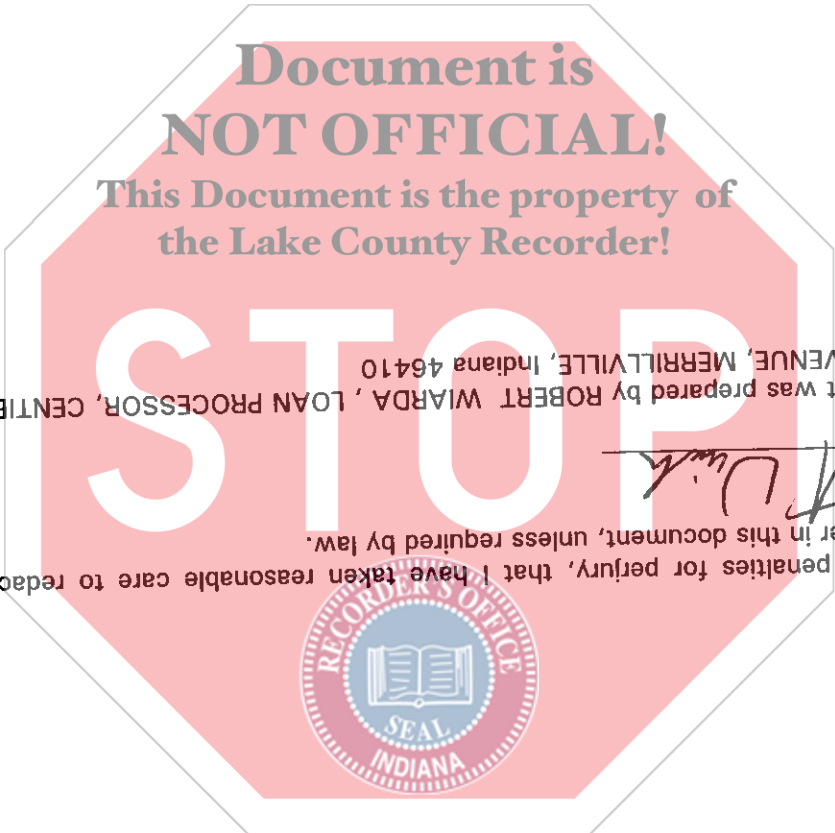 Document is
NOT OFFICIAL!
This Document is the property of
the Lake County Recorder!
STOP
penalties for perjury, that I have taken reasonable care to redac
er in this document, unless required by law.
t was prepared by ROBERT WIARDA , LOAN PROCESSOR, CENTIE
VENUE, MERRILLVILLE, Indiana 46410
RECORDER'S OFFICE
SEAL
INDIANA